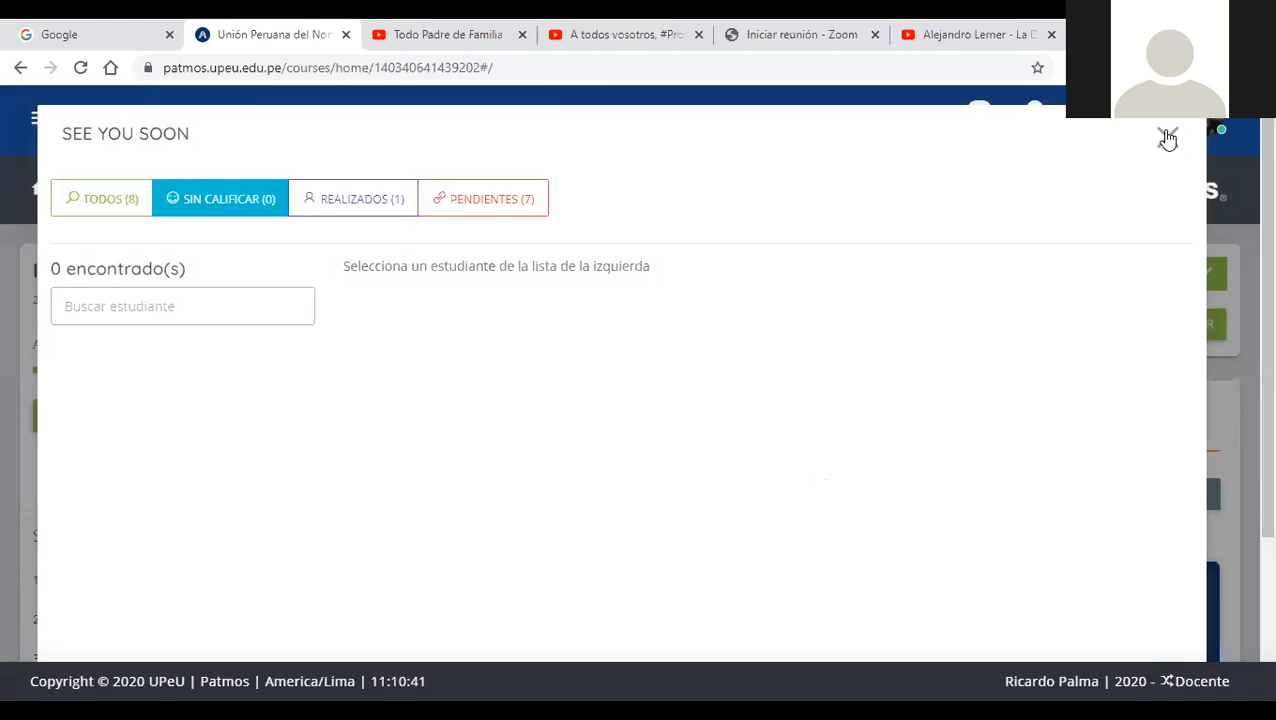 Google
Unión Peruana del Nor
Todo Padre de Familia
A todos vosotros, #Pro
Iniciar reunión - Zoom
Alejandro Lerner - La D
patmos.upeu.edu.pe/courses/home/140340641439202#/
SEE YOU SOON
TODOS (8)
SIN CALIFICAR (0)
REALIZADOS (1)
PENDIENTES (7)
0 encontrado(s)
Selecciona un estudiante de la lista de la izquierda
Buscar estudiante
Copyright © 2020 UPeU | Patmos | America/Lima | 11:10:41
Ricardo Palma | 2020 - Docente